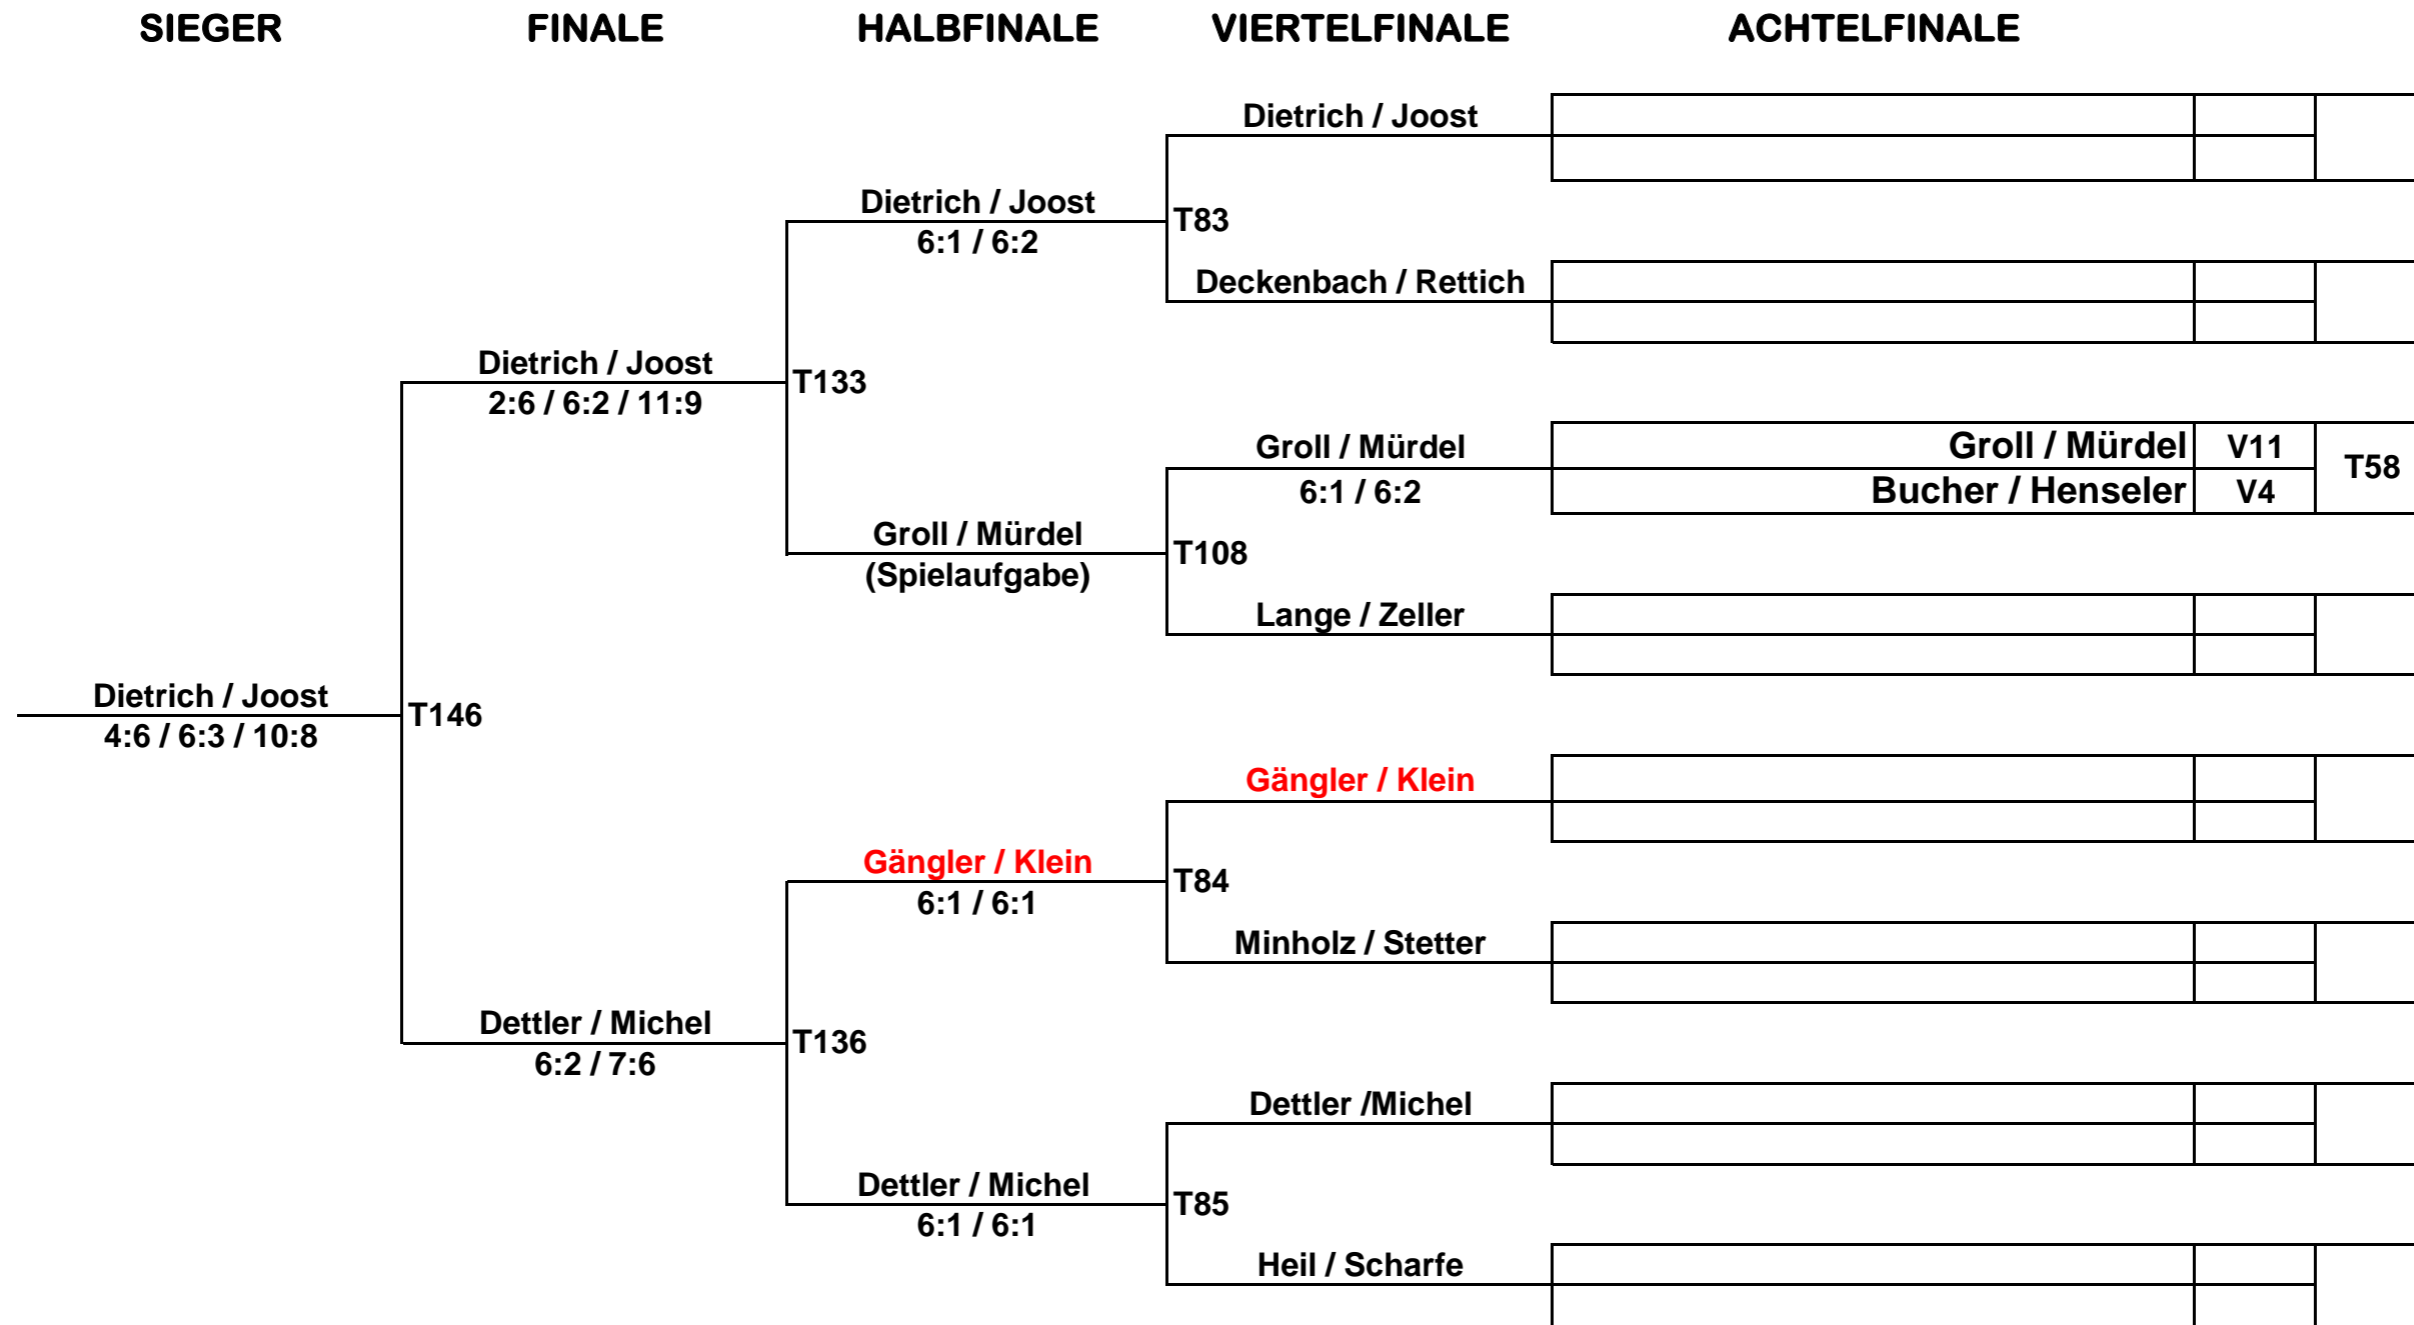 SIEGER FINALE HALBFINALE VIERTELFINALE ACHTELFINALE
Dietrich / Joost
Dietrich / Joost
T83
6:1 / 6:2
Deckenbach / Rettich
Dietrich / Joost
T133
2:6 / 6:2 / 11:9
Groll / Mürdel Groll / Mürdel V11
T58
6:1 / 6:2 Bucher / Henseler V4
Groll / Mürdel
T108
(Spielaufgabe)
Lange / Zeller
Dietrich / Joost
T146
4:6 / 6:3 / 10:8
Gängler / Klein
Gängler / Klein
T84
6:1 / 6:1
Minholz / Stetter
Dettler / Michel
T136
6:2 / 7:6
Dettler /Michel
Dettler / Michel
T85
6:1 / 6:1
Heil / Scharfe